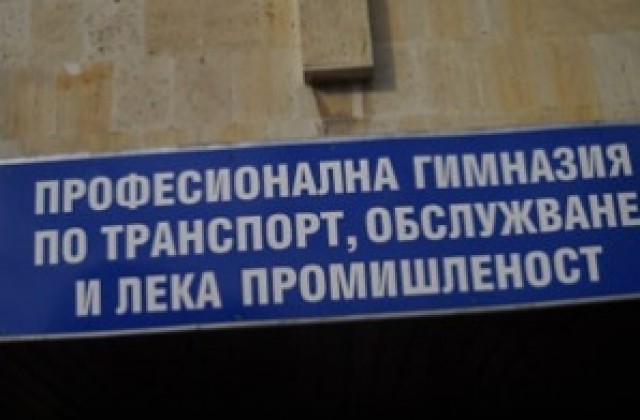 ПРОФЕСИОНАЛНА ГИМНАЗИЯ
ПО ТРАНСПОРТ, ОБСЛУЖВАНЕ
И ЛЕКА ПРОМИШЛЕНОСТ